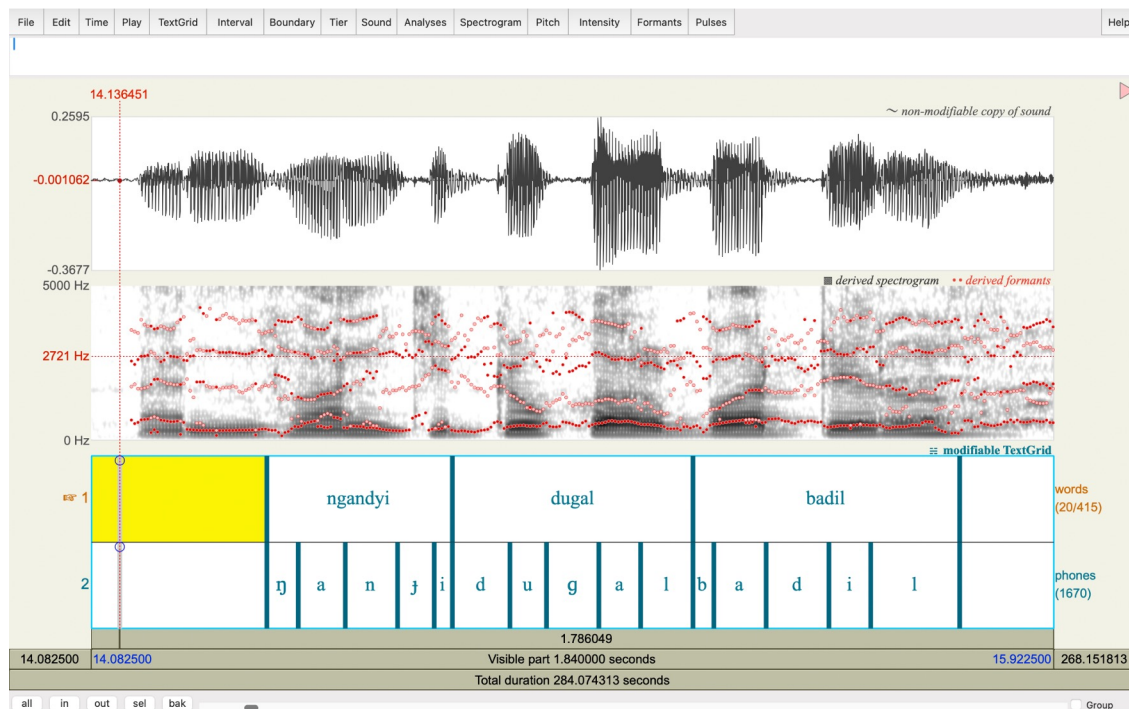 File Edit Time Play TextGrid Interval Boundary Tier Sound Analyses Spectrogram Pitch Intensity Formants Pulses Help
14.136451
~ non-modifiable copy of sound
0.2595
-0.001062
-0.3677
derived spectrogram derived formants
5000 Hz
2721 Hz
0 Hz
modifiable TextGrid
1 ngandyi dugal badil words
(20/415)
2 ŋ a n ɟ i d u ɡ a l b a d i l phones
(1670)
1.786049
14.082500 14.082500 Visible part 1.840000 seconds 15.922500 268.151813
Total duration 284.074313 seconds
all in out sel bak Group